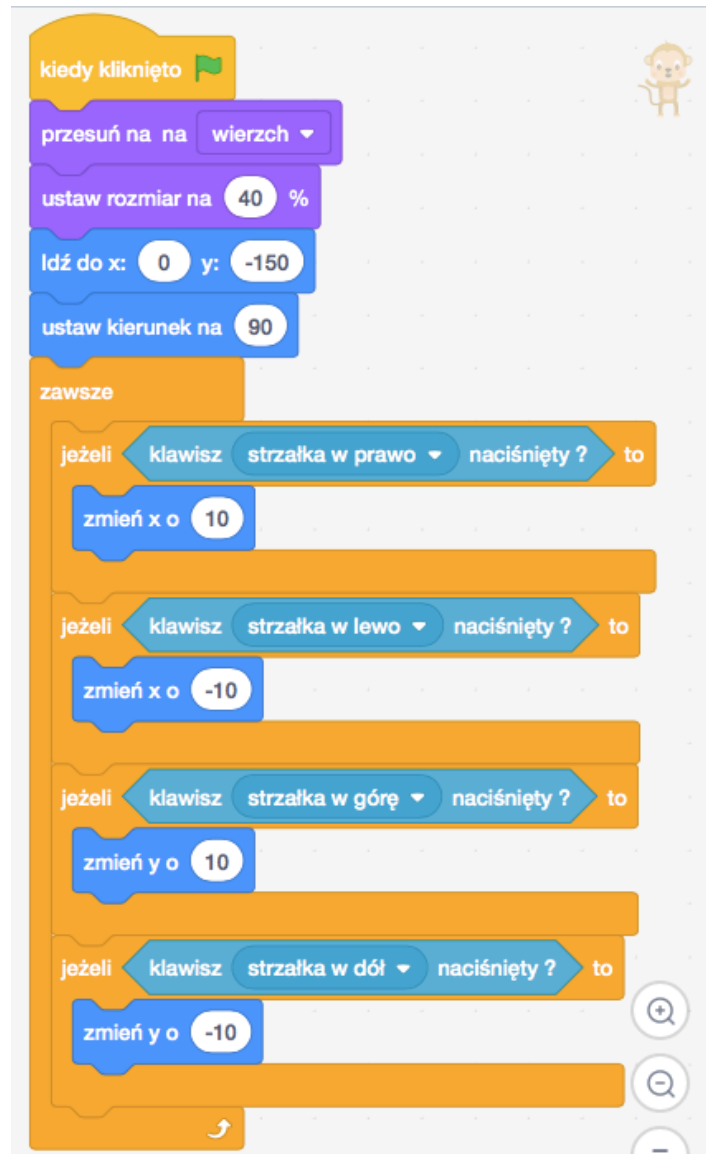 kiedy kliknięto
przesuń na na wierzch
ustaw rozmiar na 40 %
Idź do x: 0 y: -150
ustaw kierunek na 90
zawsze
jeżeli klawisz strzałka w prawo naciśnięty ? to
zmień x o 10
jeżeli klawisz strzałka w lewo naciśnięty ? to
zmień x o -10
jeżeli klawisz strzałka w górę naciśnięty ? to
zmień y o 10
jeżeli klawisz strzałka w dół naciśnięty ? to
zmień y o -10